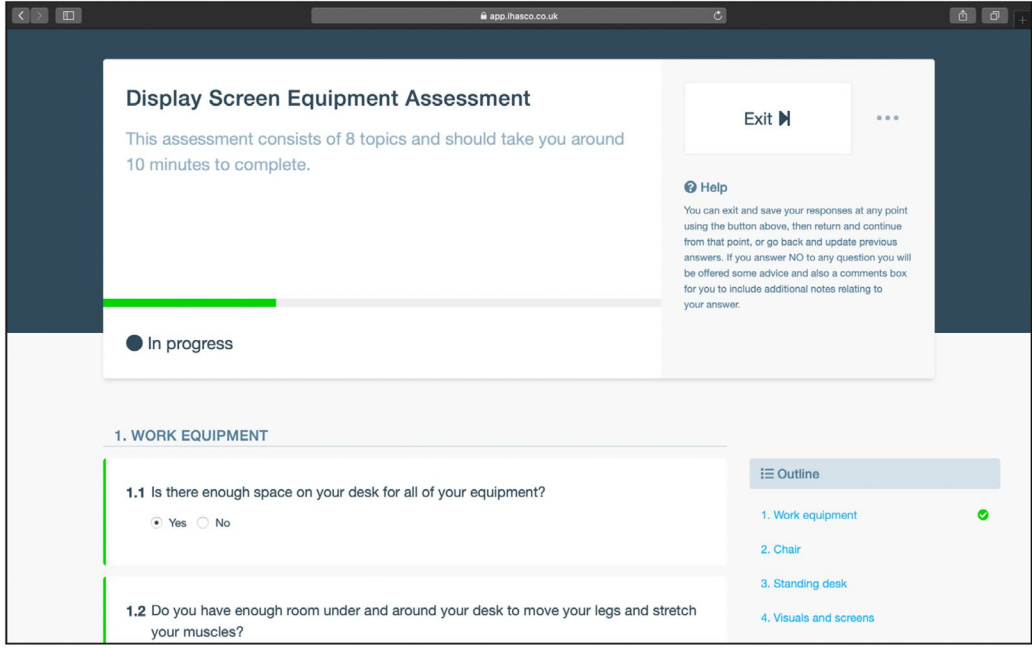 app.ihasco.co.uk
Display Screen Equipment Assessment
This assessment consists of 8 topics and should take you around
10 minutes to complete.
In progress
Exit
Help
You can exit and save your responses at any point
using the button above, then return and continue
from that point, or go back and update previous
answers. If you answer NO to any question you will
be offered some advice and also a comments box
for you to include additional notes relating to
your answer.
1. WORK EQUIPMENT
1.1 Is there enough space on your desk for all of your equipment?
Yes No
1.2 Do you have enough room under and around your desk to move your legs and stretch
your muscles?
Outline
1. Work equipment
2. Chair
3. Standing desk
4. Visuals and screens